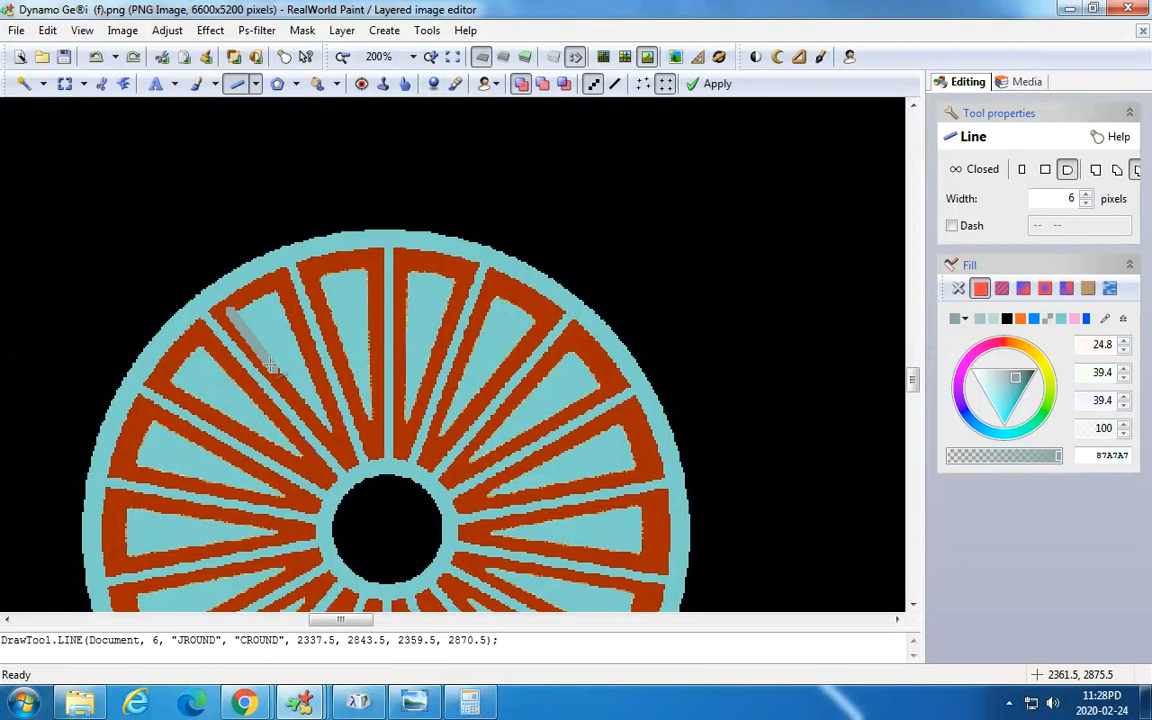 Dynamo Ge®i  (f).png (PNG Image, 6600x5200 pixels) - RealWorld Paint / Layered image editor
File Edit View Image Adjust Effect Ps-filter Mask Layer Create Tools Help
200%
Apply
Editing Media
Tool properties
Line Help
Closed
Width: 6 pixels
Dash
Fill
24.8
39.4
39.4
100
87A7A7
DrawTool.LINE(Document, 6, "JROUND", "CROUND", 2337.5, 2843.5, 2359.5, 2870.5);
Ready 2361.5, 2875.5
11:28PD
2020-02-24